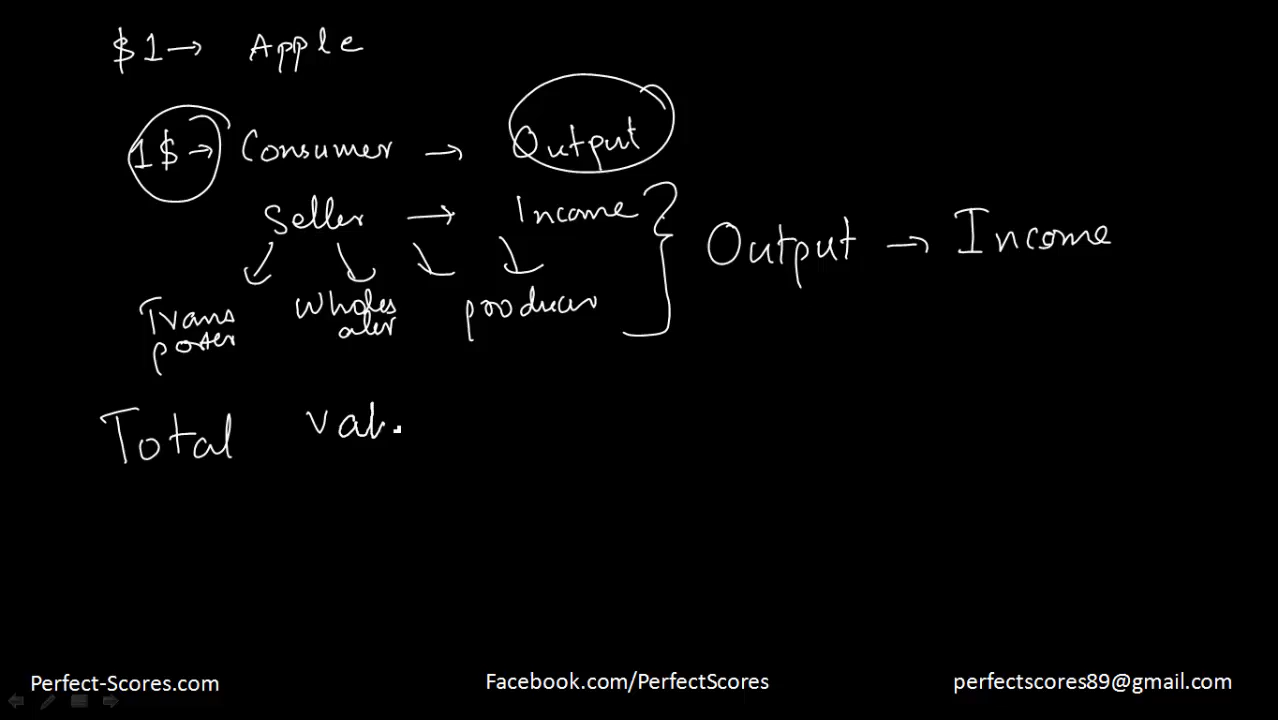 $1→ Apple
1$→ Consumer → Output
Seller → Income
Output → Income
Trans porter Wholes aler producer
Total val
Perfect-Scores.com Facebook.com/PerfectScores perfectscores89@gmail.com